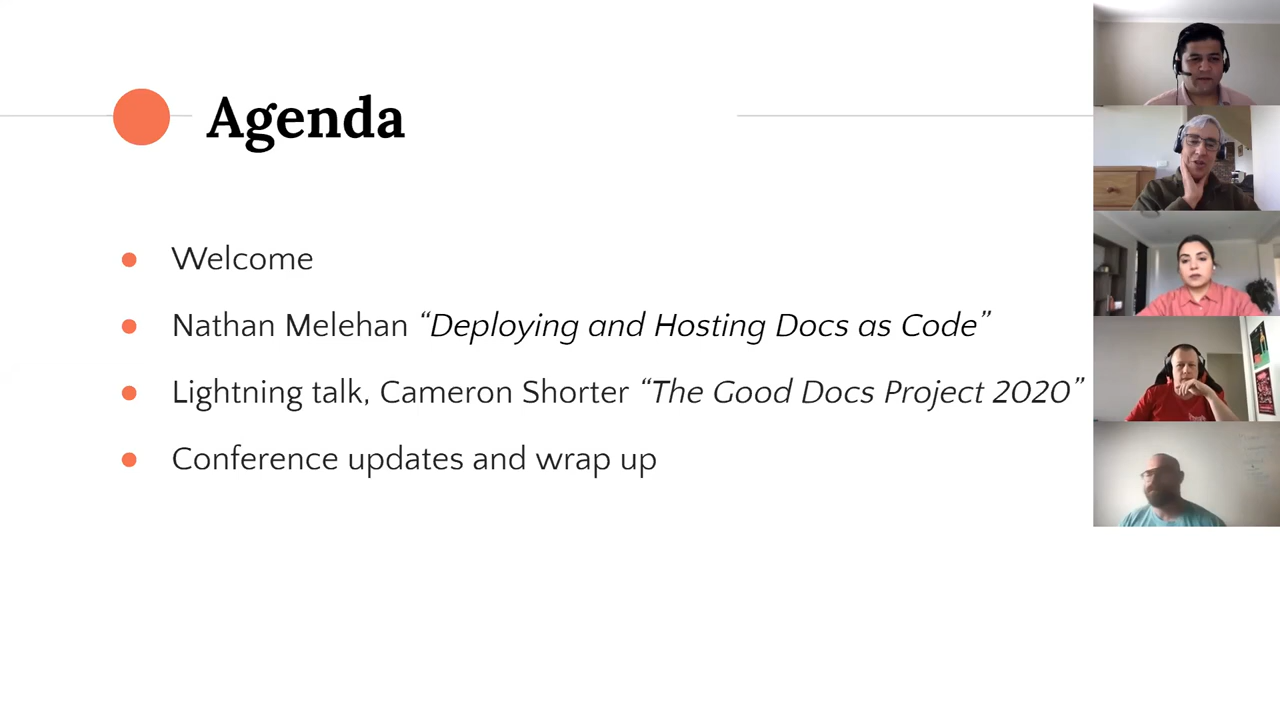 Agenda
● Welcome
● Nathan Melehan “Deploying and Hosting Docs as Code”
● Lightning talk, Cameron Shorter “The Good Docs Project 2020”
● Conference updates and wrap up